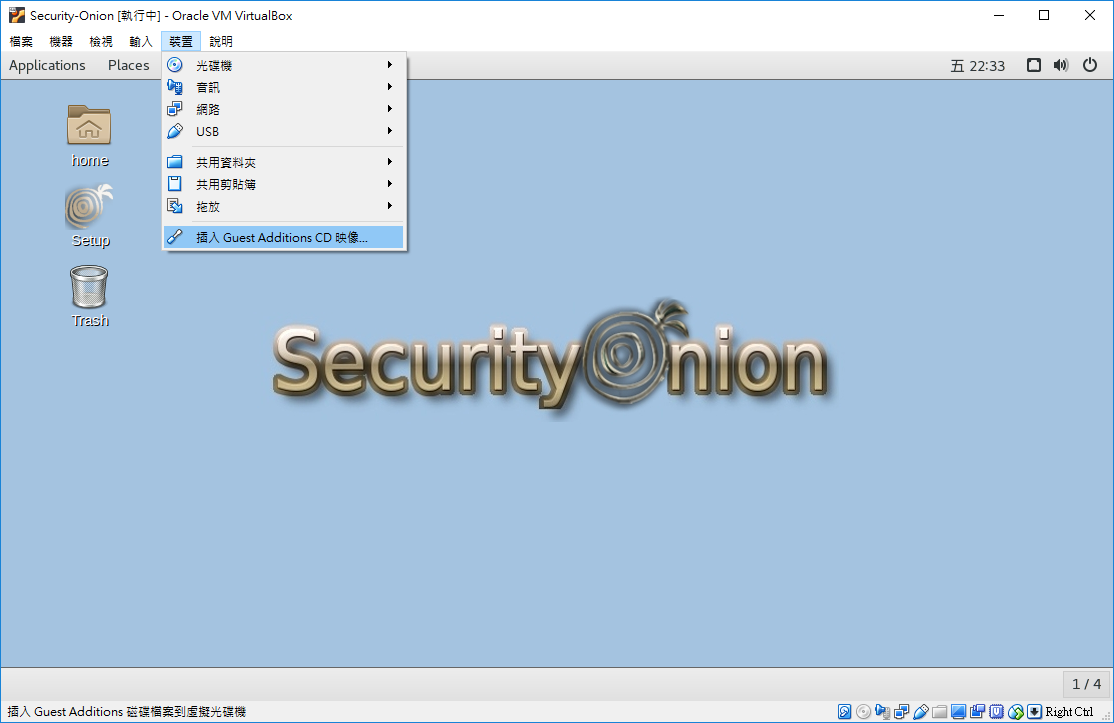 Security-Onion [執行中] - Oracle VM VirtualBox
檔案 機器 檢視 輸入 裝置 說明
Applications Places 五 22:33
光碟機
音訊
網路
USB
共用資料夾
共用剪貼簿
拖放
插入 Guest Additions CD 映像...
home
Setup
Trash
SecurityOnion
1 / 4
插入 Guest Additions 磁碟檔案到虛擬光碟機 Right Ctrl